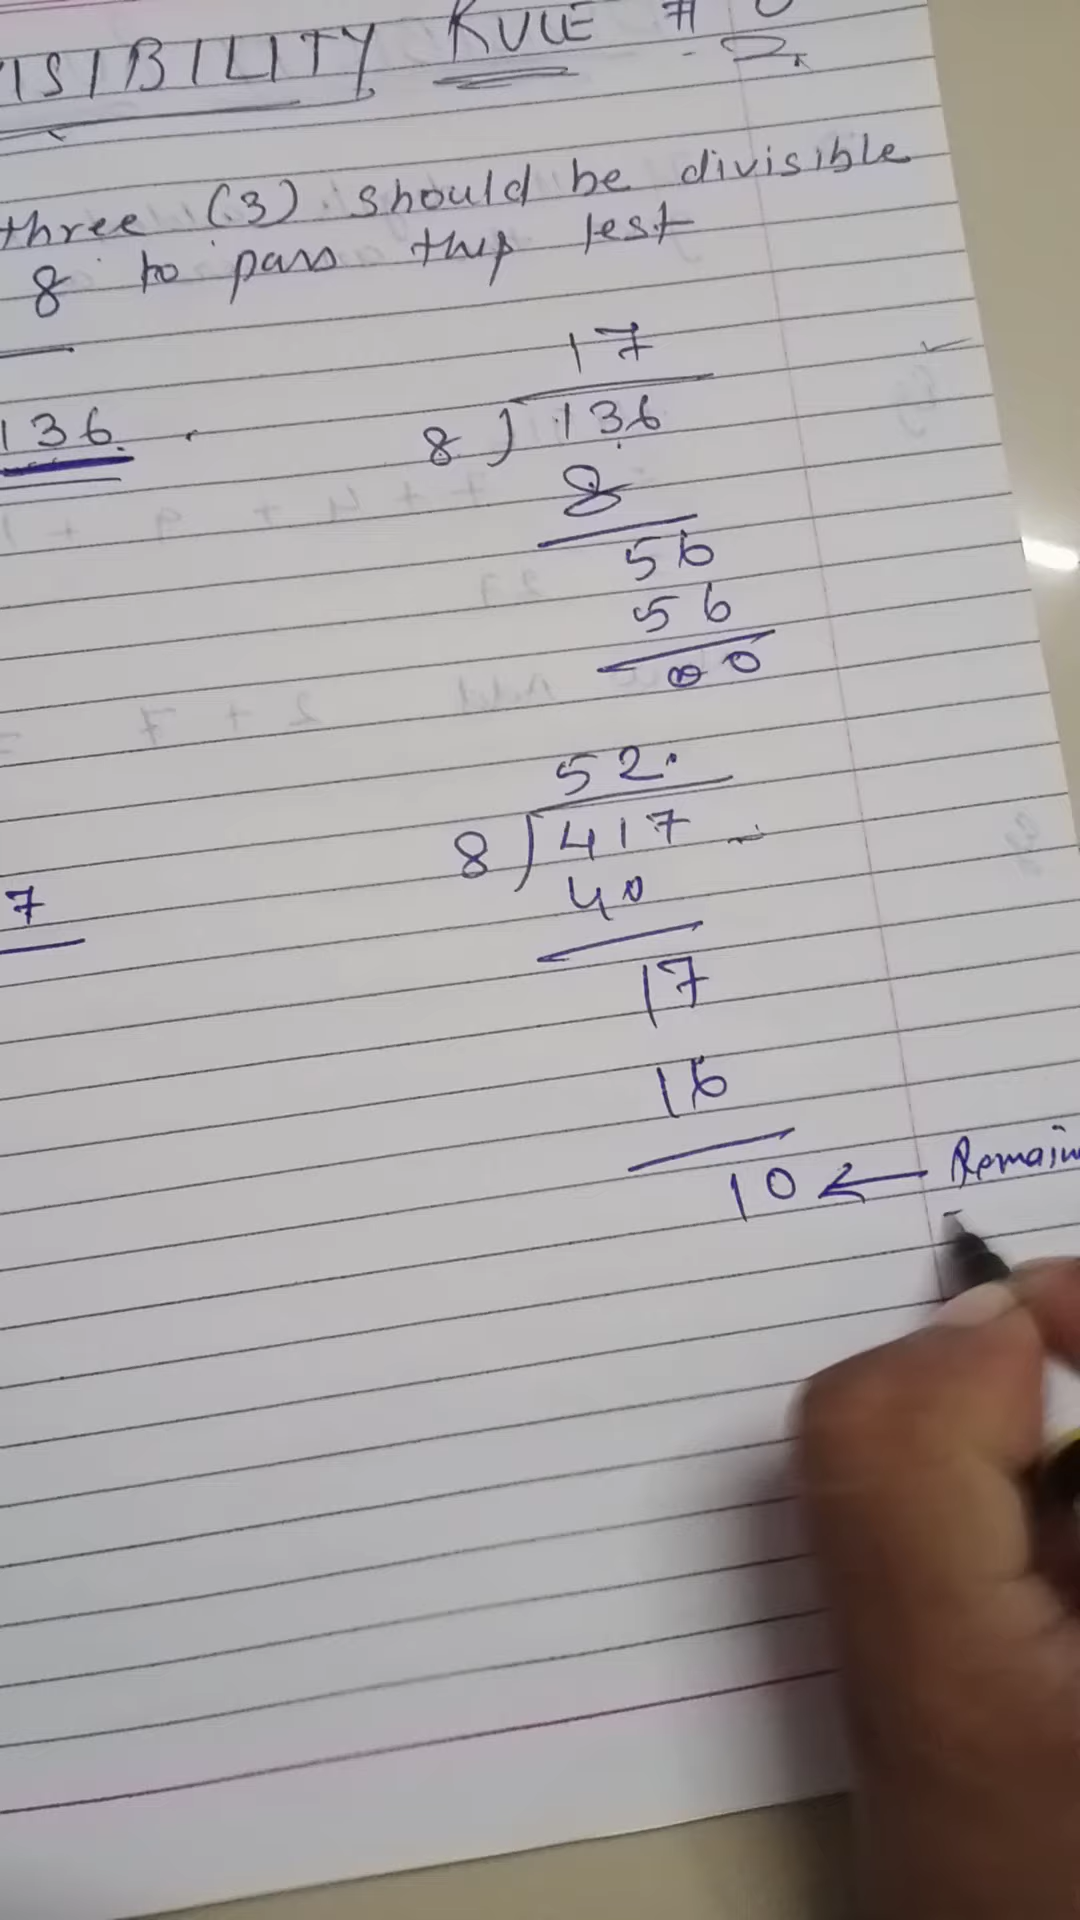 ISIBILITY RULE #
three (3) should be divisible
8 to pass this test
17
136. 8 ) 136
8
56
56
00
52.
8 ) 417 -
7
40
17
16
10 ← Remain